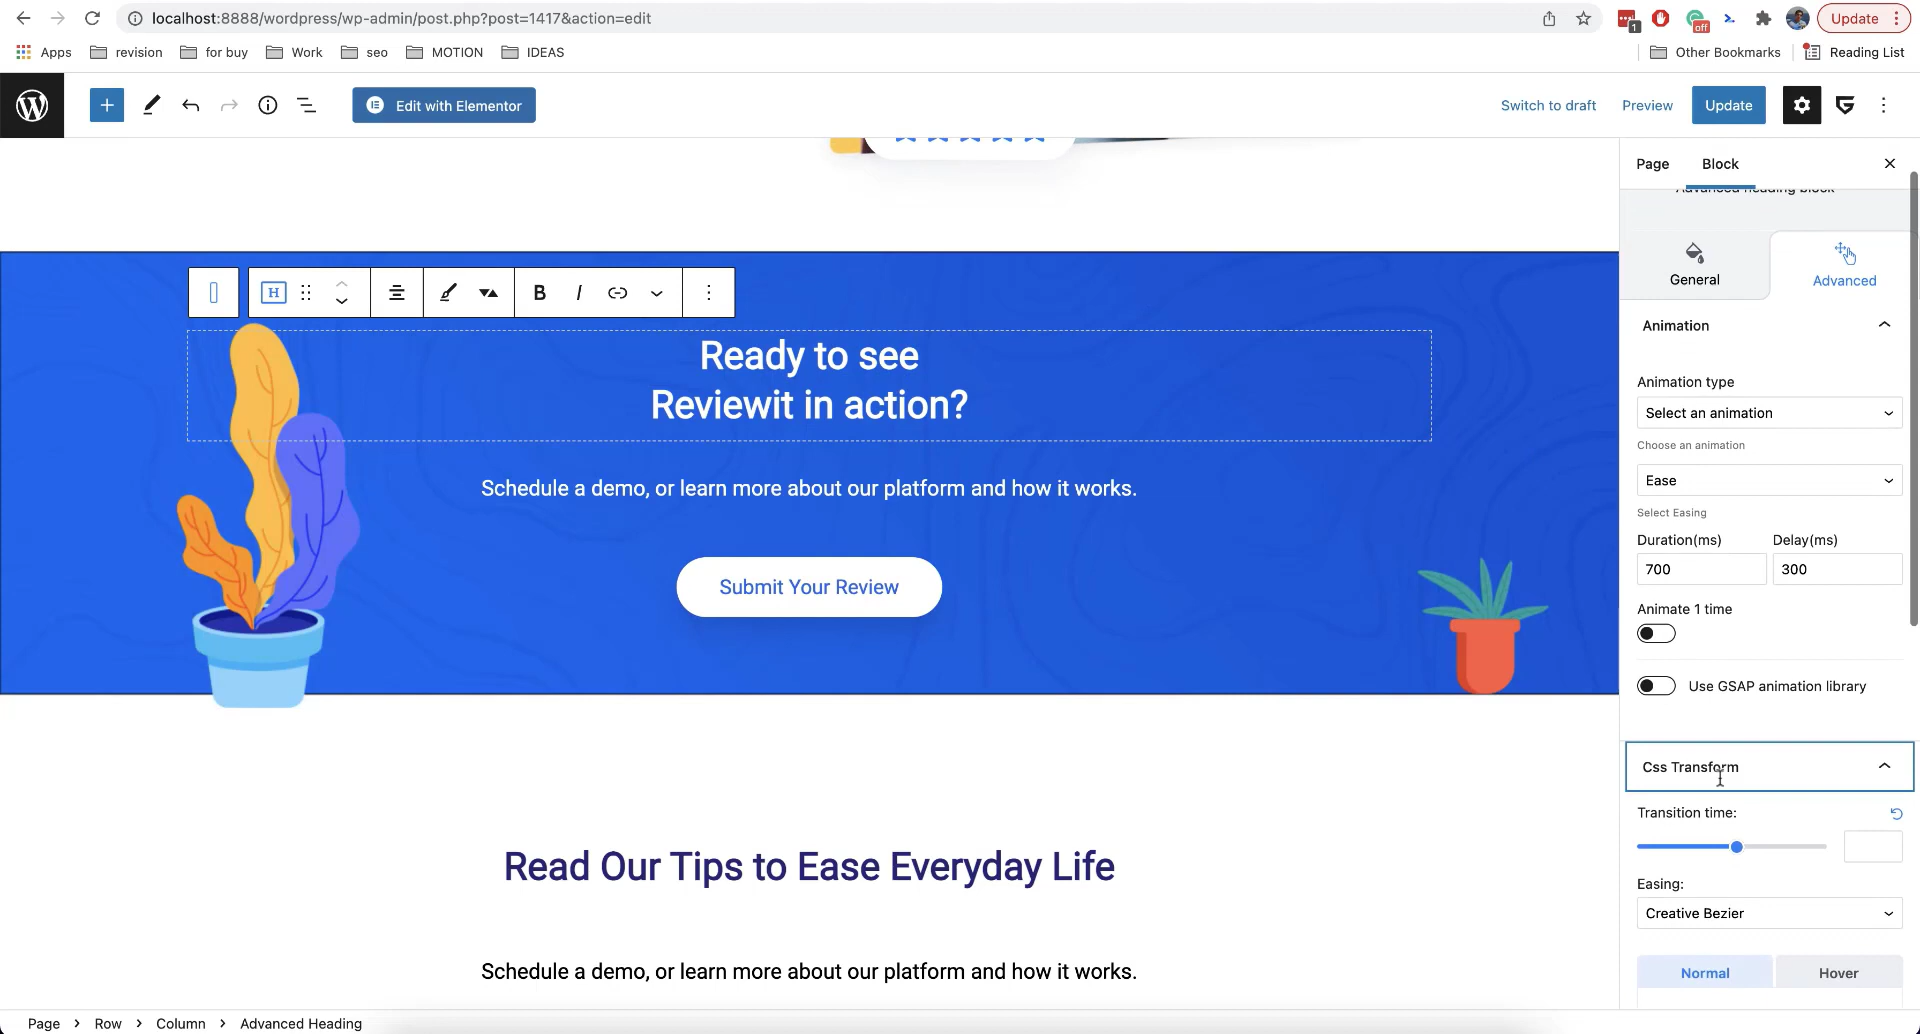 localhost:8888/wordpress/wp-admin/post.php?post=1417&action=edit
1
off
Update
Apps
revision
for buy
Work
seo
MOTION
IDEAS
Other Bookmarks
Reading List
Edit with Elementor
Switch to draft
Preview
Update
Page
Block
Advanced heading block
General
Advanced
Animation
Animation type
Select an animation
Choose an animation
Ease
Select Easing
Duration(ms)
Delay(ms)
700
300
Animate 1 time
Use GSAP animation library
Css Transform
Transition time:
Easing:
Creative Bezier
Normal
Hover
H
B
I
Ready to see
Reviewit in action?
Schedule a demo, or learn more about our platform and how it works.
Submit Your Review
Read Our Tips to Ease Everyday Life
Schedule a demo, or learn more about our platform and how it works.
Page
Row
Column
Advanced Heading